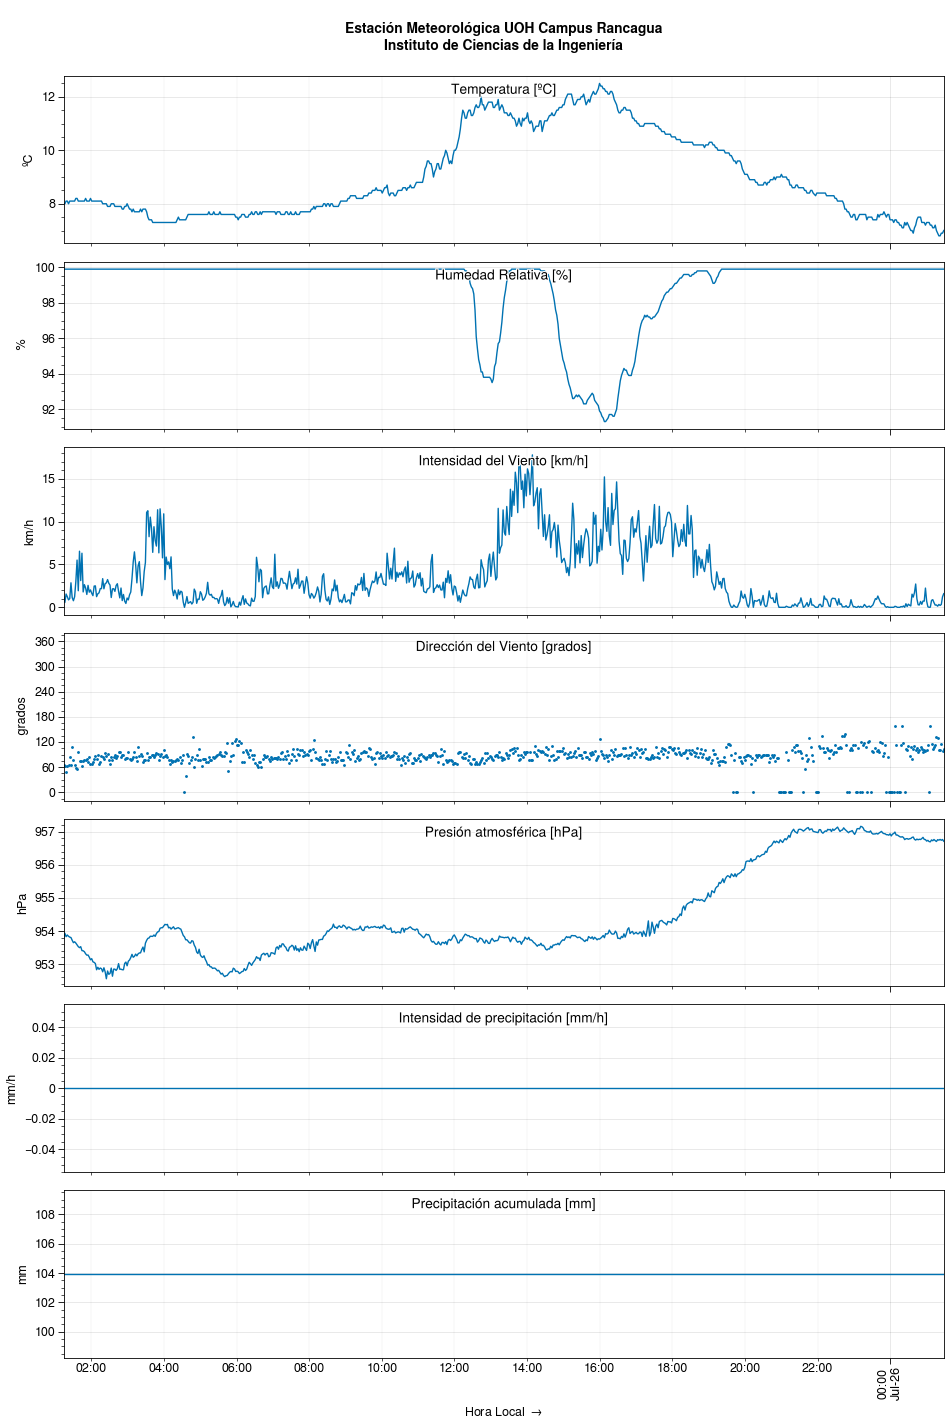 Estación Meteorológica UOH Campus Rancagua
Instituto de Ciencias de la Ingeniería
Temperatura [ºC]
12
10
8
ºC
Humedad Relativa [%]
100
98
96
94
92
%
Intensidad del Viento [km/h]
15
10
5
0
km/h
Dirección del Viento [grados]
360
300
240
180
120
60
0
grados
Presión atmosférica [hPa]
957
956
955
954
953
hPa
Intensidad de precipitación [mm/h]
0.04
0.02
0
−0.02
−0.04
mm/h
Precipitación acumulada [mm]
108
106
104
102
100
mm
02:00 04:00 06:00 08:00 10:00 12:00 14:00 16:00 18:00 20:00 22:00 00:00
Jul-26
Hora Local →